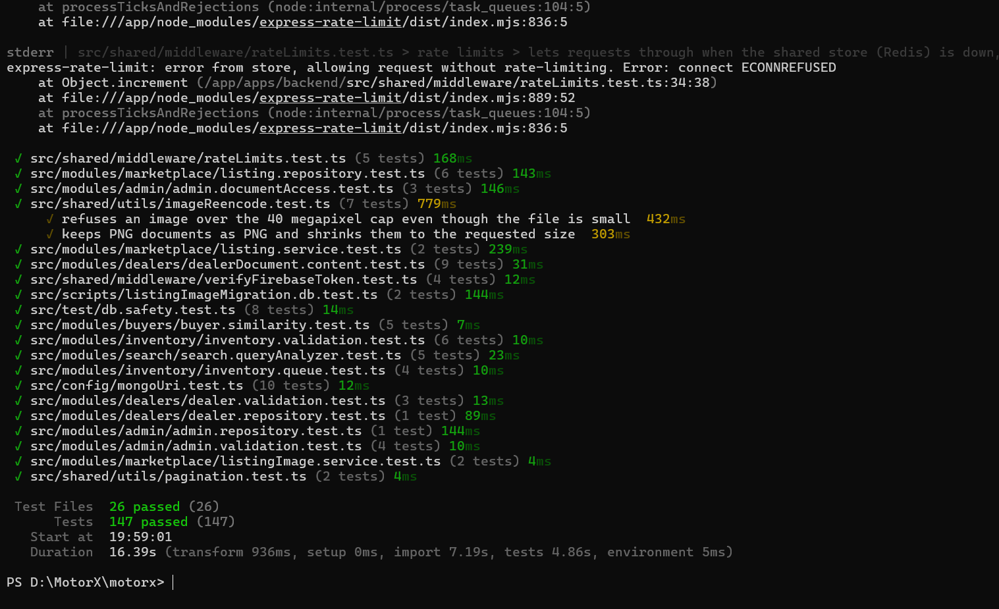 at processTicksAndRejections (node:internal/process/task_queues:104:5)
    at file:///app/node_modules/express-rate-limit/dist/index.mjs:836:5

stderr | src/shared/middleware/rateLimits.test.ts > rate limits > lets requests through when the shared store (Redis) is down,
express-rate-limit: error from store, allowing request without rate-limiting. Error: connect ECONNREFUSED
    at Object.increment (/app/apps/backend/src/shared/middleware/rateLimits.test.ts:34:38)
    at file:///app/node_modules/express-rate-limit/dist/index.mjs:889:52
    at processTicksAndRejections (node:internal/process/task_queues:104:5)
    at file:///app/node_modules/express-rate-limit/dist/index.mjs:836:5

 ✓ src/shared/middleware/rateLimits.test.ts (5 tests) 168ms
 ✓ src/modules/marketplace/listing.repository.test.ts (6 tests) 143ms
 ✓ src/modules/admin/admin.documentAccess.test.ts (3 tests) 146ms
 ✓ src/shared/utils/imageReencode.test.ts (7 tests) 779ms
     ✓ refuses an image over the 40 megapixel cap even though the file is small  432ms
     ✓ keeps PNG documents as PNG and shrinks them to the requested size  303ms
 ✓ src/modules/marketplace/listing.service.test.ts (2 tests) 239ms
 ✓ src/modules/dealers/dealerDocument.content.test.ts (9 tests) 31ms
 ✓ src/shared/middleware/verifyFirebaseToken.test.ts (4 tests) 12ms
 ✓ src/scripts/listingImageMigration.db.test.ts (2 tests) 144ms
 ✓ src/test/db.safety.test.ts (8 tests) 14ms
 ✓ src/modules/buyers/buyer.similarity.test.ts (5 tests) 7ms
 ✓ src/modules/inventory/inventory.validation.test.ts (6 tests) 10ms
 ✓ src/modules/search/search.queryAnalyzer.test.ts (5 tests) 23ms
 ✓ src/modules/inventory/inventory.queue.test.ts (4 tests) 10ms
 ✓ src/config/mongoUri.test.ts (10 tests) 12ms
 ✓ src/modules/dealers/dealer.validation.test.ts (3 tests) 13ms
 ✓ src/modules/dealers/dealer.repository.test.ts (1 test) 89ms
 ✓ src/modules/admin/admin.repository.test.ts (1 test) 144ms
 ✓ src/modules/admin/admin.validation.test.ts (4 tests) 10ms
 ✓ src/modules/marketplace/listingImage.service.test.ts (2 tests) 4ms
 ✓ src/shared/utils/pagination.test.ts (2 tests) 4ms

 Test Files  26 passed (26)
      Tests  147 passed (147)
   Start at  19:59:01
   Duration  16.39s (transform 936ms, setup 0ms, import 7.19s, tests 4.86s, environment 5ms)

PS D:\MotorX\motorx>